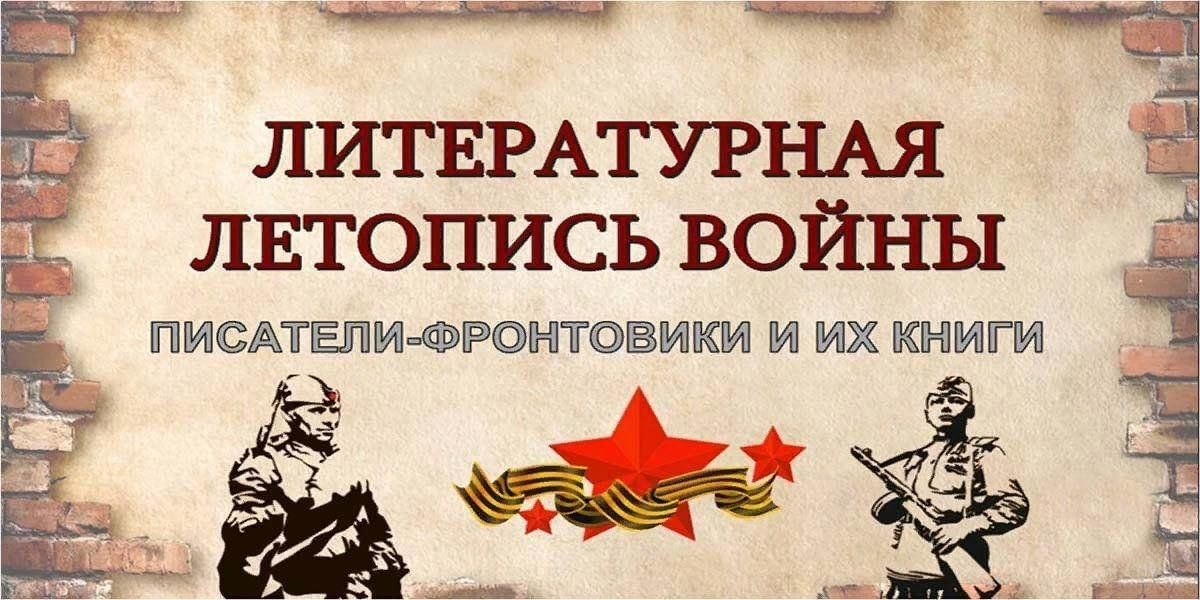 ЛИТЕРАТУРНАЯ
ЛЕТОПИСЬ ВОЙНЫ
ПИСАТЕЛИ-ФРОНТОВИКИ И ИХ КНИГИ